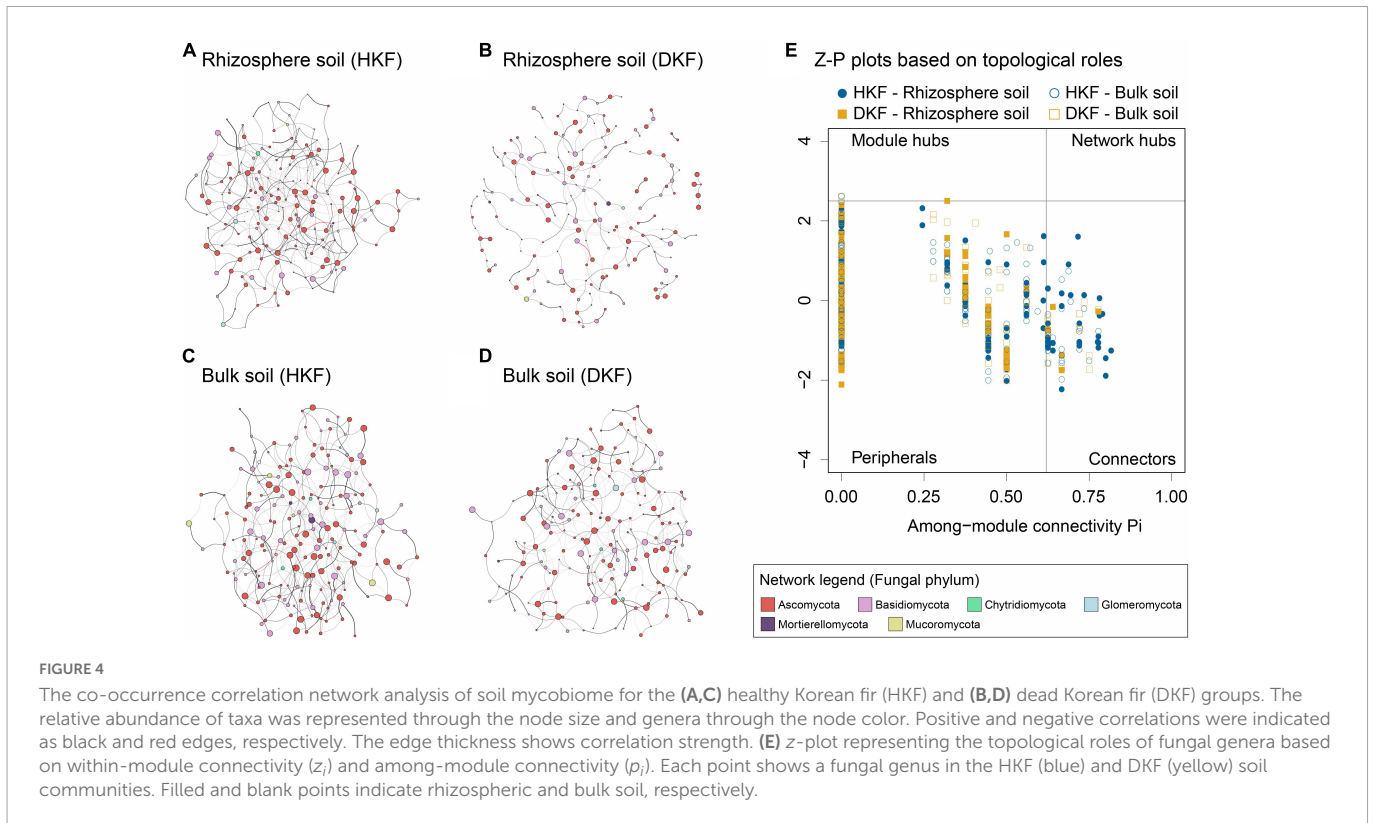 A Rhizosphere soil (HKF)
B Rhizosphere soil (DKF)
C Bulk soil (HKF)
D Bulk soil (DKF)
E Z-P plots based on topological roles
HKF - Rhizosphere soil HKF - Bulk soil
DKF - Rhizosphere soil DKF - Bulk soil
Module hubs Network hubs
Peripherals Connectors
4
2
0
−2
−4
0.00 0.25 0.50 0.75 1.00
Among−module connectivity Pi
Network legend (Fungal phylum)
Ascomycota Basidiomycota Chytridiomycota Glomeromycota
Mortierellomycota Mucoromycota
FIGURE 4
The co-occurrence correlation network analysis of soil mycobiome for the (A,C) healthy Korean fir (HKF) and (B,D) dead Korean fir (DKF) groups. The
relative abundance of taxa was represented through the node size and genera through the node color. Positive and negative correlations were indicated
as black and red edges, respectively. The edge thickness shows correlation strength. (E) z-plot representing the topological roles of fungal genera based
on within-module connectivity (zi) and among-module connectivity (pi). Each point shows a fungal genus in the HKF (blue) and DKF (yellow) soil
communities. Filled and blank points indicate rhizospheric and bulk soil, respectively.